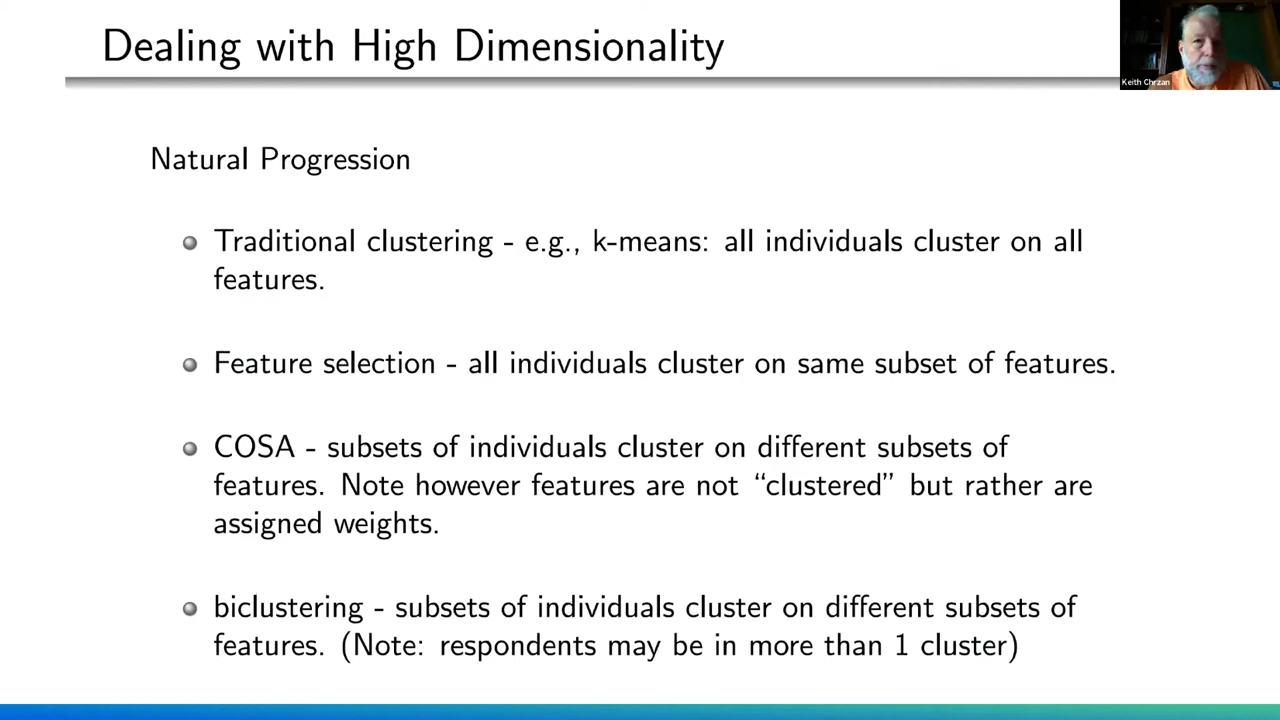 Dealing with High Dimensionality
Keith Chrzan
Natural Progression
Traditional clustering - e.g., k-means: all individuals cluster on all
features.
Feature selection - all individuals cluster on same subset of features.
COSA - subsets of individuals cluster on different subsets of
features. Note however features are not “clustered” but rather are
assigned weights.
biclustering - subsets of individuals cluster on different subsets of
features. (Note: respondents may be in more than 1 cluster)